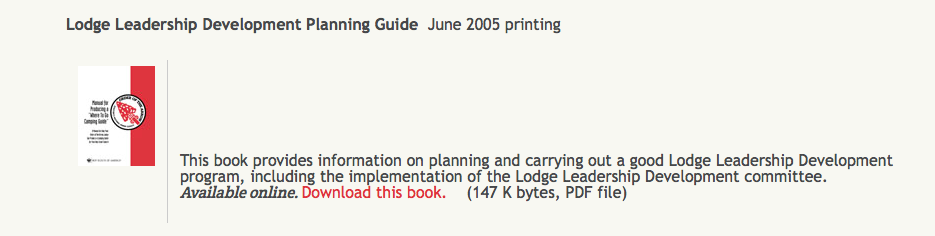 Lodge Leadership Development Planning Guide June 2005 printing
Manual for
Producing a
"Where To Go
Camping Guide"
This book provides information on planning and carrying out a good Lodge Leadership Development
program, including the implementation of the Lodge Leadership Development committee.
Available online. Download this book. (147 K bytes, PDF file)